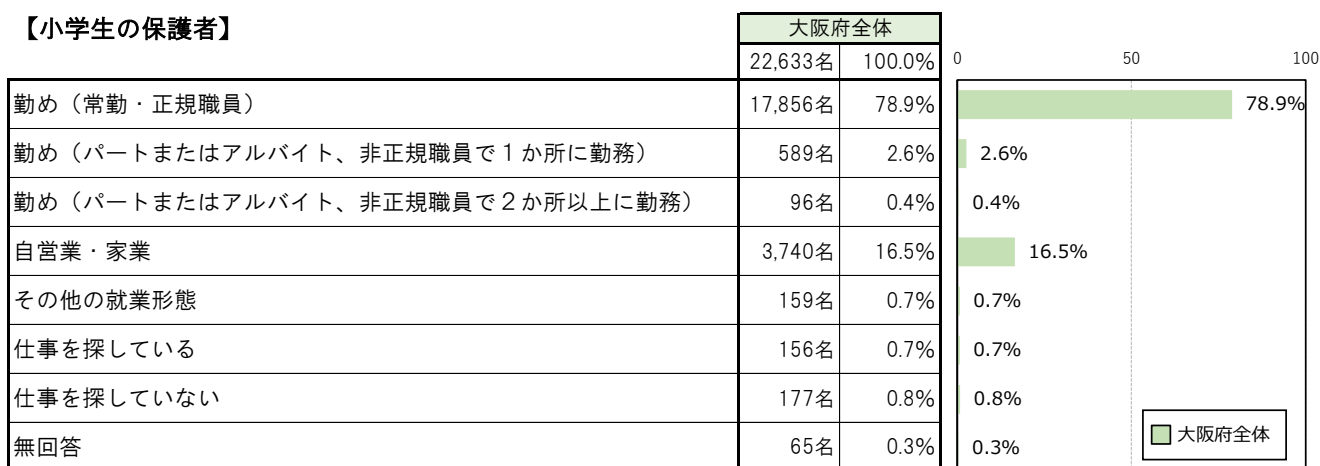 【小学生の保護者】
大阪府全体
22,633名 100.0%
0 50 100
勤め（常勤・正規職員） 17,856名 78.9% 78.9%
勤め（パートまたはアルバイト、非正規職員で１か所に勤務） 589名 2.6% 2.6%
勤め（パートまたはアルバイト、非正規職員で２か所以上に勤務） 96名 0.4% 0.4%
自営業・家業 3,740名 16.5% 16.5%
その他の就業形態 159名 0.7% 0.7%
仕事を探している 156名 0.7% 0.7%
仕事を探していない 177名 0.8% 0.8%
無回答 65名 0.3% 0.3%
大阪府全体